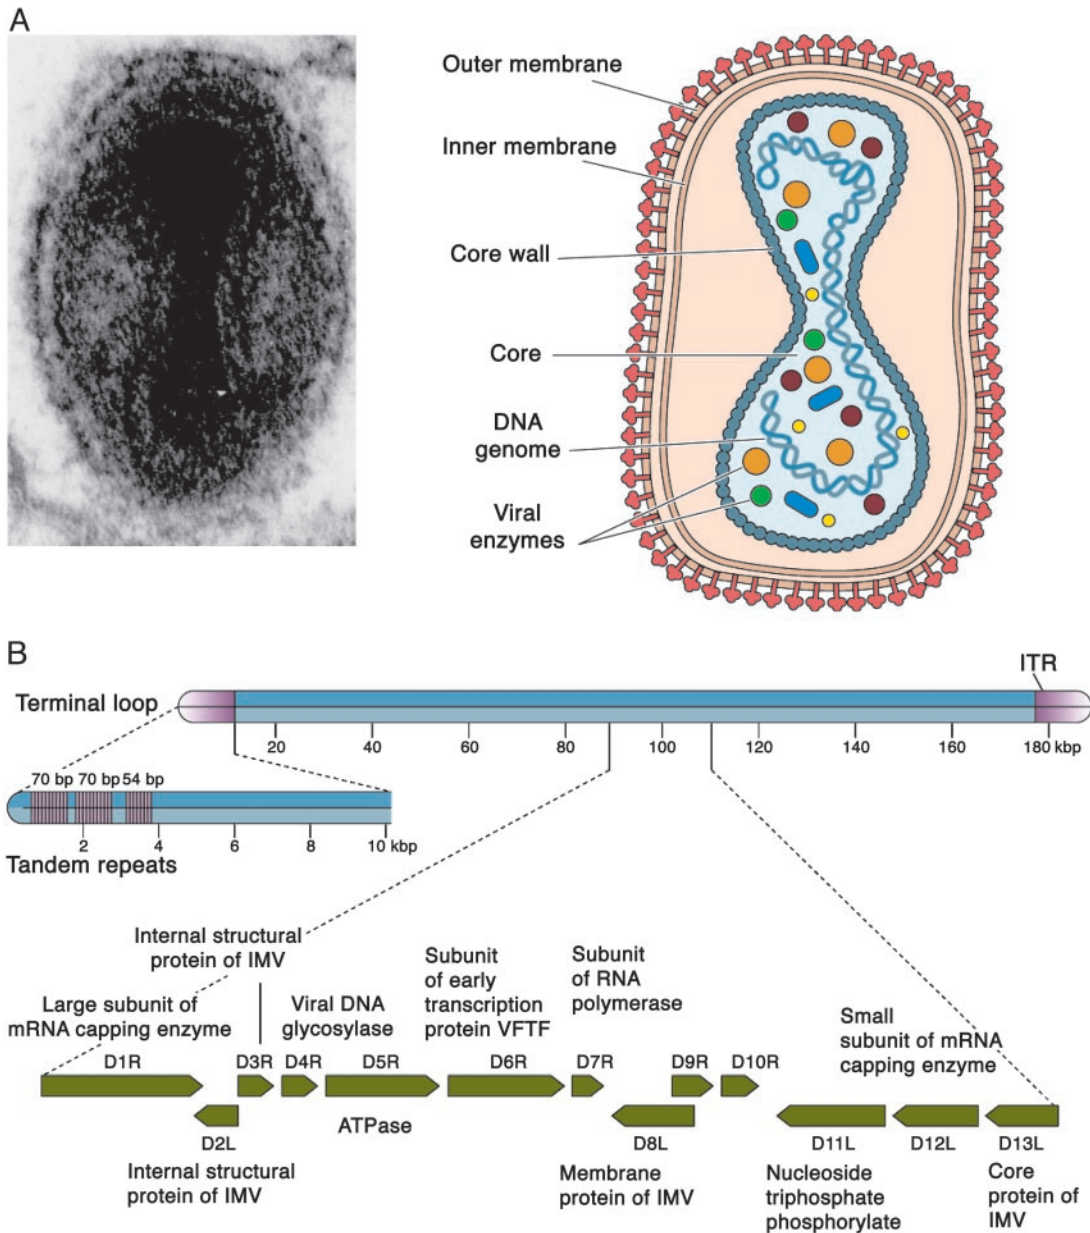 A
Outer membrane
Inner membrane
Core wall
Core
DNA
genome
Viral
enzymes
B
ITR
Terminal loop
20 40 60 80 100 120 140 160 180 kbp
70 bp 70 bp 54 bp
2 4 6 8 10 kbp
Tandem repeats
Internal structural
protein of IMV
Large subunit of
mRNA capping enzyme
Viral DNA
glycosylase
Subunit
of early
transcription
protein VFTF
Subunit
of RNA
polymerase
Small
subunit of mRNA
capping enzyme
D1R D3R D4R D5R D6R D7R D9R D10R
ATPase
D2L D8L D11L D12L D13L
Internal structural
protein of IMV
Membrane
protein of IMV
Nucleoside
triphosphate
phosphorylate
Core
protein of
IMV